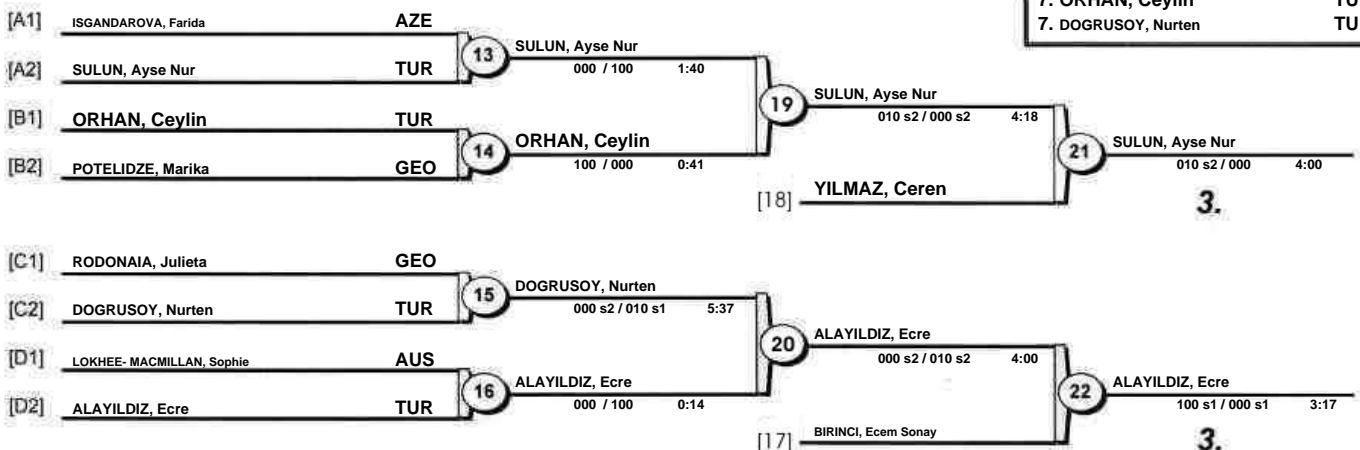 7. ORHAN, Ceylin TU
7. DOGRUSOY, Nurten TU
[A1] ISGANDAROVA, Farida AZE
[A2] SULUN, Ayse Nur TUR
13 SULUN, Ayse Nur
000 / 100 1:40
[B1] ORHAN, Ceylin TUR
[B2] POTELIDZE, Marika GEO
14 ORHAN, Ceylin
100 / 000 0:41
19 SULUN, Ayse Nur
010 s2 / 000 s2 4:18
[18] YILMAZ, Ceren
21 SULUN, Ayse Nur
010 s2 / 000 4:00
3.
[C1] RODONAIA, Julieta GEO
[C2] DOGRUSOY, Nurten TUR
15 DOGRUSOY, Nurten
000 s2 / 010 s1 5:37
[D1] LOKHEE- MACMILLAN, Sophie AUS
[D2] ALAYILDIZ, Ecre TUR
16 ALAYILDIZ, Ecre
000 / 100 0:14
20 ALAYILDIZ, Ecre
000 s2 / 010 s2 4:00
[17] BIRINCI, Ecem Sonay
22 ALAYILDIZ, Ecre
100 s1 / 000 s1 3:17
3.